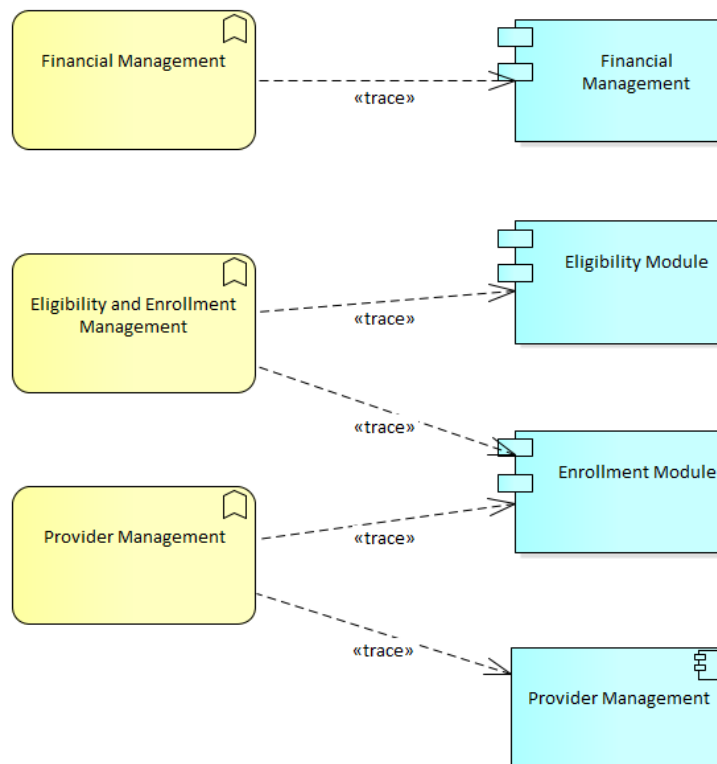 Financial Management
Financial
Management
«trace»
Eligibility and Enrollment
Management
Eligibility Module
«trace»
«trace»
Enrollment Module
Provider Management
«trace»
«trace»
Provider Management